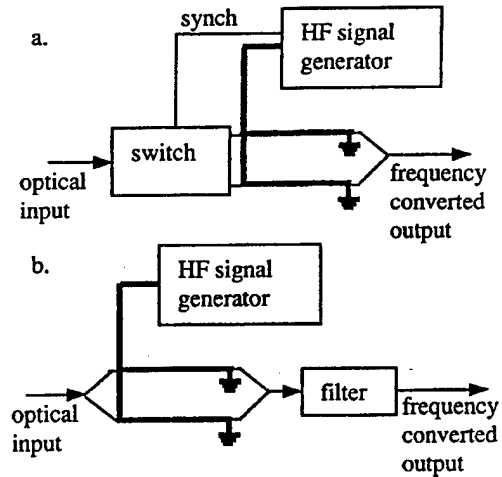 a.
synch
HF signal
generator
switch
optical
input
frequency
converted
output
b.
HF signal
generator
filter
optical
input
frequency
converted
output